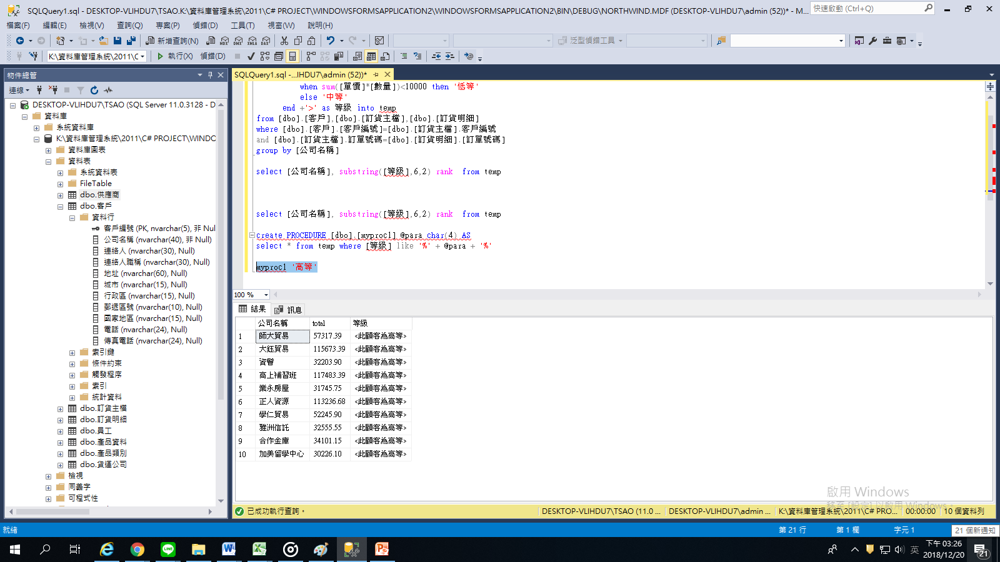 SQLQuery1.sql - DESKTOP-VLIHDU7\TSAO.K:\資料庫管理系統\2011\C# PROJECT\WINDOWSFORMSAPPLICATION2\WINDOWSFORMSAPPLICATION2\BIN\DEBUG\NORTHWIND.MDF (DESKTOP-VLIHDU7\admin (52))* - M...
快速啟動 (Ctrl+Q)
檔案(F) 編輯(E) 檢視(V) 查詢(Q) 專案(P) 偵錯(D) 工具(T) 視窗(W) 說明(H)
新增查詢(N) MDX DMX XMLA DAX 泛型偵錯工具
K:\資料庫管理系統\2011\C 執行(X) 偵錯(D)
物件總管
連線
DESKTOP-VLIHDU7\TSAO (SQL Server 11.0.3128 - D
資料庫
系統資料庫
K:\資料庫管理系統\2011\C# PROJECT\WINDO
資料庫圖表
資料表
系統資料表
FileTable
dbo.供應商
dbo.客戶
資料行
客戶編號 (PK, nvarchar(5), 非 Nul
公司名稱 (nvarchar(40), 非 Null)
連絡人 (nvarchar(30), Null)
連絡人職稱 (nvarchar(30), Null)
地址 (nvarchar(60), Null)
城市 (nvarchar(15), Null)
行政區 (nvarchar(15), Null)
郵遞區號 (nvarchar(10), Null)
國家地區 (nvarchar(15), Null)
電話 (nvarchar(24), Null)
傳真電話 (nvarchar(24), Null)
索引鍵
條件約束
觸發程序
索引
統計資料
dbo.訂貨主檔
dbo.訂貨明細
dbo.員工
dbo.產品資料
dbo.產品類別
dbo.貨運公司
檢視
同義字
可程式性
SQLQuery1.sql -...IHDU7\admin (52))*
when sum([單價]*[數量])<10000 then '低等'
else '中等'
end +'>' as 等級 into temp
from [dbo].[客戶],[dbo].[訂貨主檔],[dbo].[訂貨明細]
where [dbo].[客戶].[客戶編號]=[dbo].[訂貨主檔].客戶編號
and [dbo].[訂貨主檔].訂單號碼=[dbo].[訂貨明細].[訂單號碼]
group by [公司名稱]
select [公司名稱], substring([等級],6,2) rank  from temp
select [公司名稱], substring([等級],6,2) rank  from temp
create PROCEDURE [dbo].[myproc1] @para char(4) AS
select * from temp where [等級] like '%' + @para + '%'
myproc1 '高等'
100 %
結果 訊息
公司名稱 total 等級
1 師大貿易 57317.39 <此顧客為高等>
2 大鈺貿易 115673.39 <此顧客為高等>
3 資晉 32203.90 <此顧客為高等>
4 高上補習班 117483.39 <此顧客為高等>
5 業永房屋 31745.75 <此顧客為高等>
6 正人資源 113236.68 <此顧客為高等>
7 學仁貿易 52245.90 <此顧客為高等>
8 雅洲信託 32555.55 <此顧客為高等>
9 合作金庫 34101.15 <此顧客為高等>
10 加美留學中心 30226.10 <此顧客為高等>
啟用 Windows
移至 [設定] 以啟用 Windows。
已成功執行查詢。 DESKTOP-VLIHDU7\TSAO (11.0 ... DESKTOP-VLIHDU7\admin ... K:\資料庫管理系統\2011\C# PRO... 00:00:00 10 個資料列
就緒 第 21 行 第 1 欄 字元 1
21 個新通知
LINE
英 下午 03:26
2018/12/20
21